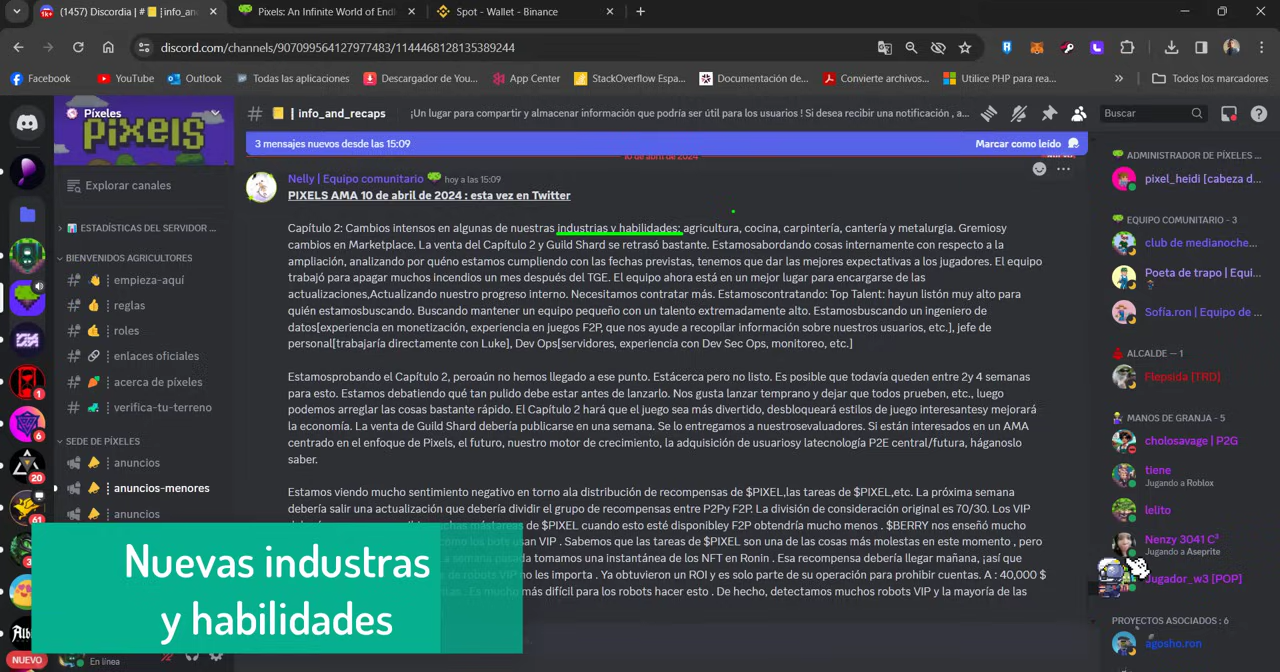 (1457) Discordia | # 📒 | info_an
Pixels: An Infinite World of End
Spot - Wallet - Binance
discord.com/channels/907099564127977483/1144468128135389244
Facebook
YouTube
Outlook
Todas las aplicaciones
Descargador de You...
App Center
StackOverflow Espa...
Documentación de...
Convierte archivos...
Utilice PHP para rea...
»
Todos los marcadores
Píxeles
pixels
# 📒 | info_and_recaps
¡Un lugar para compartir y almacenar información que podría ser útil para los usuarios ! Si desea recibir una notificación , a...
Buscar
3 mensajes nuevos desde las 15:09
Marcar como leído
10 de abril de 2024
Explorar canales
ESTADÍSTICAS DEL SERVIDOR ...
BIENVENIDOS AGRICULTORES
empieza-aquí
reglas
roles
enlaces oficiales
acerca de píxeles
verifica-tu-terreno
SEDE DE PÍXELES
anuncios
anuncios-menores
anuncios
Nelly | Equipo comunitario hoy a las 15:09
PIXELS AMA 10 de abril de 2024 : esta vez en Twitter
Capítulo 2: Cambios intensos en algunas de nuestras industrias y habilidades: agricultura, cocina, carpintería, cantería y metalurgia. Gremiosy
cambios en Marketplace. La venta del Capítulo 2 y Guild Shard se retrasó bastante. Estamosabordando cosas internamente con respecto a la
ampliación, analizando por quéno estamos cumpliendo con las fechas previstas, tenemos que dar las mejores expectativas a los jugadores. El equipo
trabajó para apagar muchos incendios un mes después del TGE. El equipo ahora está en un mejor lugar para encargarse de las
actualizaciones,Actualizando nuestro progreso interno. Necesitamos contratar más. Estamoscontratando: Top Talent: hayun listón muy alto para
quién estamosbuscando. Buscando mantener un equipo pequeño con un talento extremadamente alto. Estamosbuscando un ingeniero de
datos[experiencia en monetización, experiencia en juegos F2P, que nos ayude a recopilar información sobre nuestros usuarios, etc.], jefe de
personal[trabajaría directamente con Luke], Dev Ops[servidores, experiencia con Dev Sec Ops, monitoreo, etc.]
Estamosprobando el Capítulo 2, peroaún no hemos llegado a ese punto. Estácerca pero no listo. Es posible que todavía queden entre 2y 4 semanas
para esto. Estamos debatiendo qué tan pulido debe estar antes de lanzarlo. Nos gusta lanzar temprano y dejar que todos prueben, etc., luego
podemos arreglar las cosas bastante rápido. El Capítulo 2 hará que el juego sea más divertido, desbloqueará estilos de juego interesantesy mejorará
la economía. La venta de Guild Shard debería publicarse en una semana. Se lo entregamos a nuestrosevaluadores. Si están interesados en un AMA
centrado en el enfoque de Pixels, el futuro, nuestro motor de crecimiento, la adquisición de usuariosy latecnología P2E central/futura, háganoslo
saber.
Estamos viendo mucho sentimiento negativo en torno ala distribución de recompensas de $PIXEL,las tareas de $PIXEL,etc. La próxima semana
debería salir una actualización que debería dividir el grupo de recompensas entre P2Py F2P. La división de consideración original es 70/30. Los VIP
tareas de $PIXEL cuando esto esté disponibley F2P obtendría mucho menos . $BERRY nos enseñó mucho
usan VIP . Sabemos que las tareas de $PIXEL son una de las cosas más molestas en este momento , pero
pasada tomamos una instantánea de los NFT en Ronin . Esa recompensa debería llegar mañana, ¡así que
de robots VIP no les importa . Ya obtuvieron un ROI y es solo parte de su operación para prohibir cuentas. A : 40,000 $
más difícil para los robots hacer esto . De hecho, detectamos muchos robots VIP y la mayoría de las
ADMINISTRADOR DE PÍXELES ...
pixel_heidi [cabeza d...
EQUIPO COMUNITARIO - 3
club de medianoche...
Poeta de trapo | Equi...
Sofía.ron | Equipo de ...
ALCALDE – 1
Flepsida [TRD]
MANOS DE GRANJA - 5
cholosavage | P2G
tiene
Jugando a Roblox
lelito
Nenzy 3041 C³
Jugando a Aseprite
Jugador_w3 [POP]
PROYECTOS ASOCIADOS : 6
agosho.ron
Nuevas industras
y habilidades
NUEVO
En línea